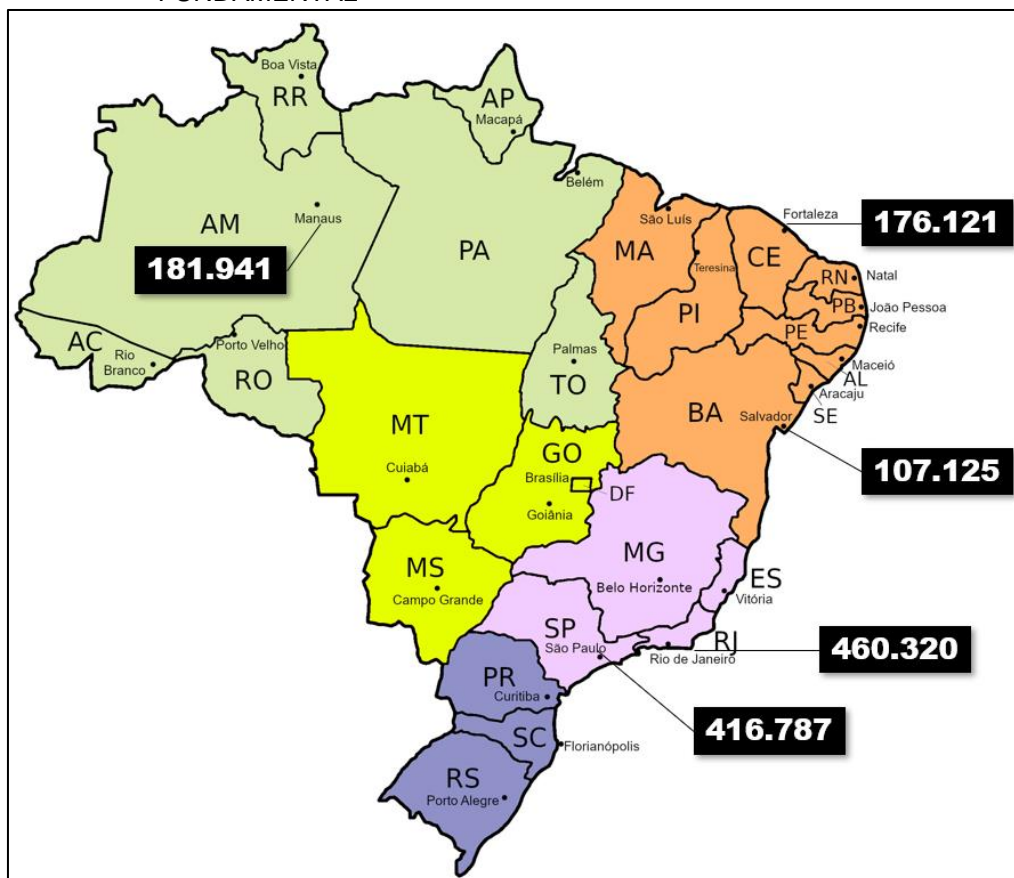 FUNDAMENTAL
Boa Vista
RR
AP
Macapá
Belém
Manaus
AM
181.941
PA
São Luís
MA
Teresina
Fortaleza
176.121
CE
RN
Natal
PB
João Pessoa
PI
PE
Recife
AC
Rio
Branco
Porto Velho
RO
Palmas
TO
Maceió
AL
Aracaju
SE
BA
Salvador
107.125
MT
Cuiabá
GO
Brasília
DF
Goiânia
MS
Campo Grande
MG
Belo Horizonte
ES
Vitória
SP
São Paulo
RJ
Rio de Janeiro
460.320
416.787
PR
Curitiba
SC
Florianópolis
RS
Porto Alegre